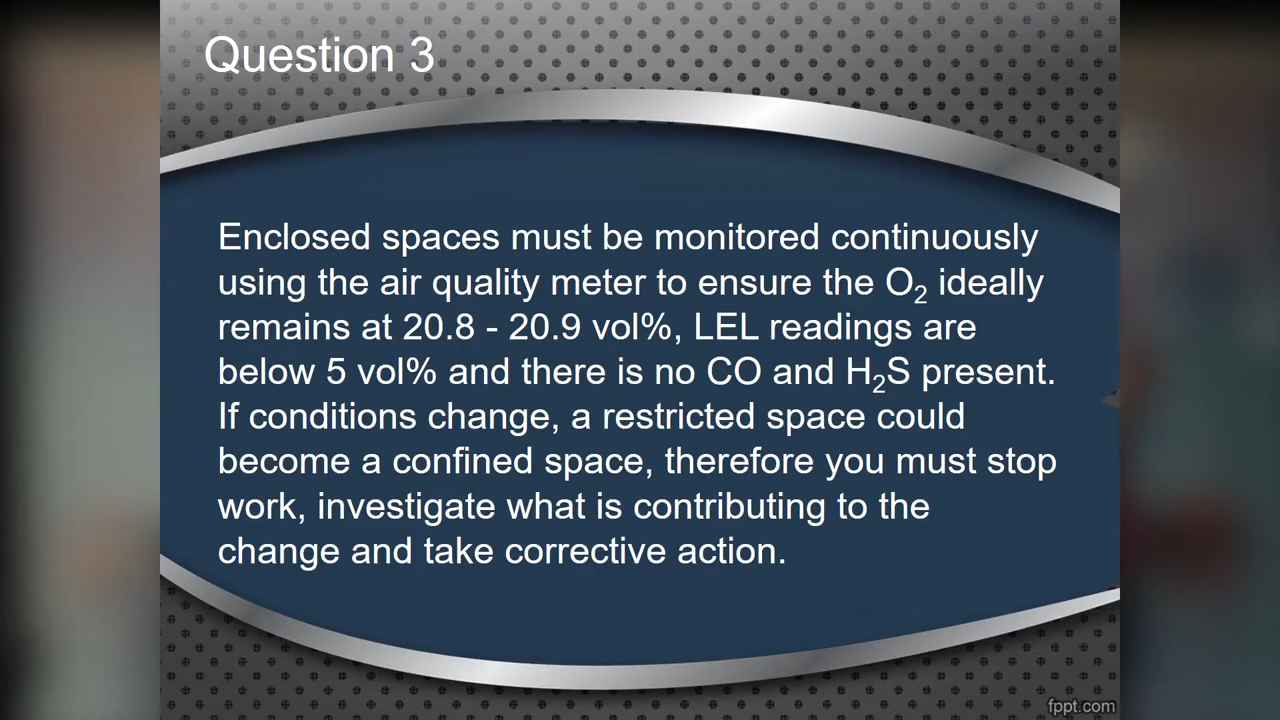 Question 3
Enclosed spaces must be monitored continuously
using the air quality meter to ensure the O₂ ideally
remains at 20.8 - 20.9 vol%, LEL readings are
below 5 vol% and there is no CO and H₂S present.
If conditions change, a restricted space could
become a confined space, therefore you must stop
work, investigate what is contributing to the
change and take corrective action.
fppt.com